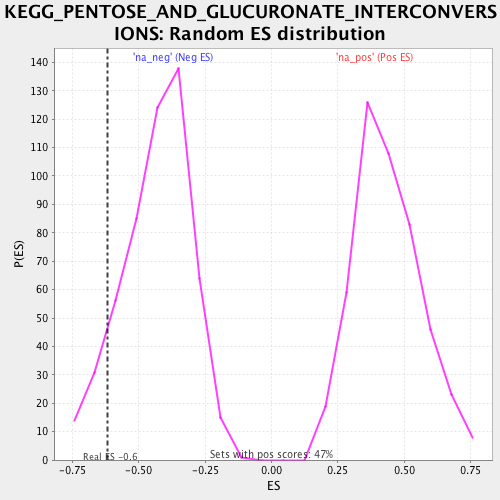 KEGG_PENTOSE_AND_GLUCURONATE_INTERCONVERS
IONS: Random ES distribution
'na_neg' (Neg ES)
'na_pos' (Pos ES)
140
130
120
110
100
90
80
70
60
50
40
30
20
10
0
P(ES)
Real ES -0.6
Sets with pos scores: 47%
-0.75
-0.50
-0.25
0.00
0.25
0.50
0.75
ES